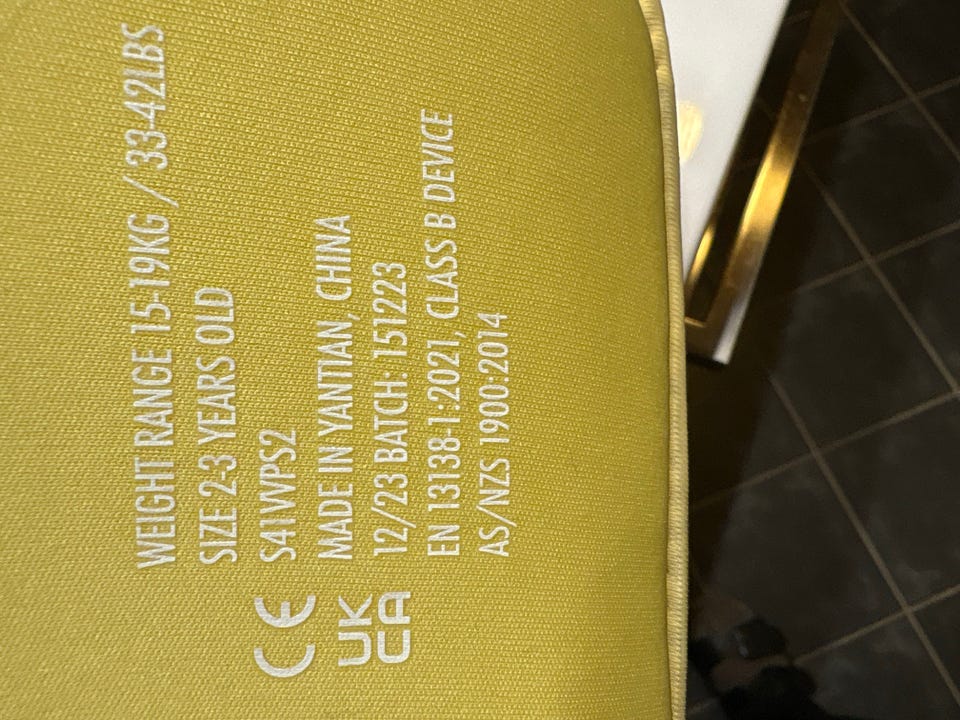 WEIGHT RANGE 15-19KG / 33-42LBS
SIZE 2-3 YEARS OLD
S41VVPS2
MADE IN YANTIAN, CHINA
12/23 BATCH: 151223
EN 13138-1:2021, CLASS B DEVICE
AS/NZS 1900:2014
CE
UK
CA